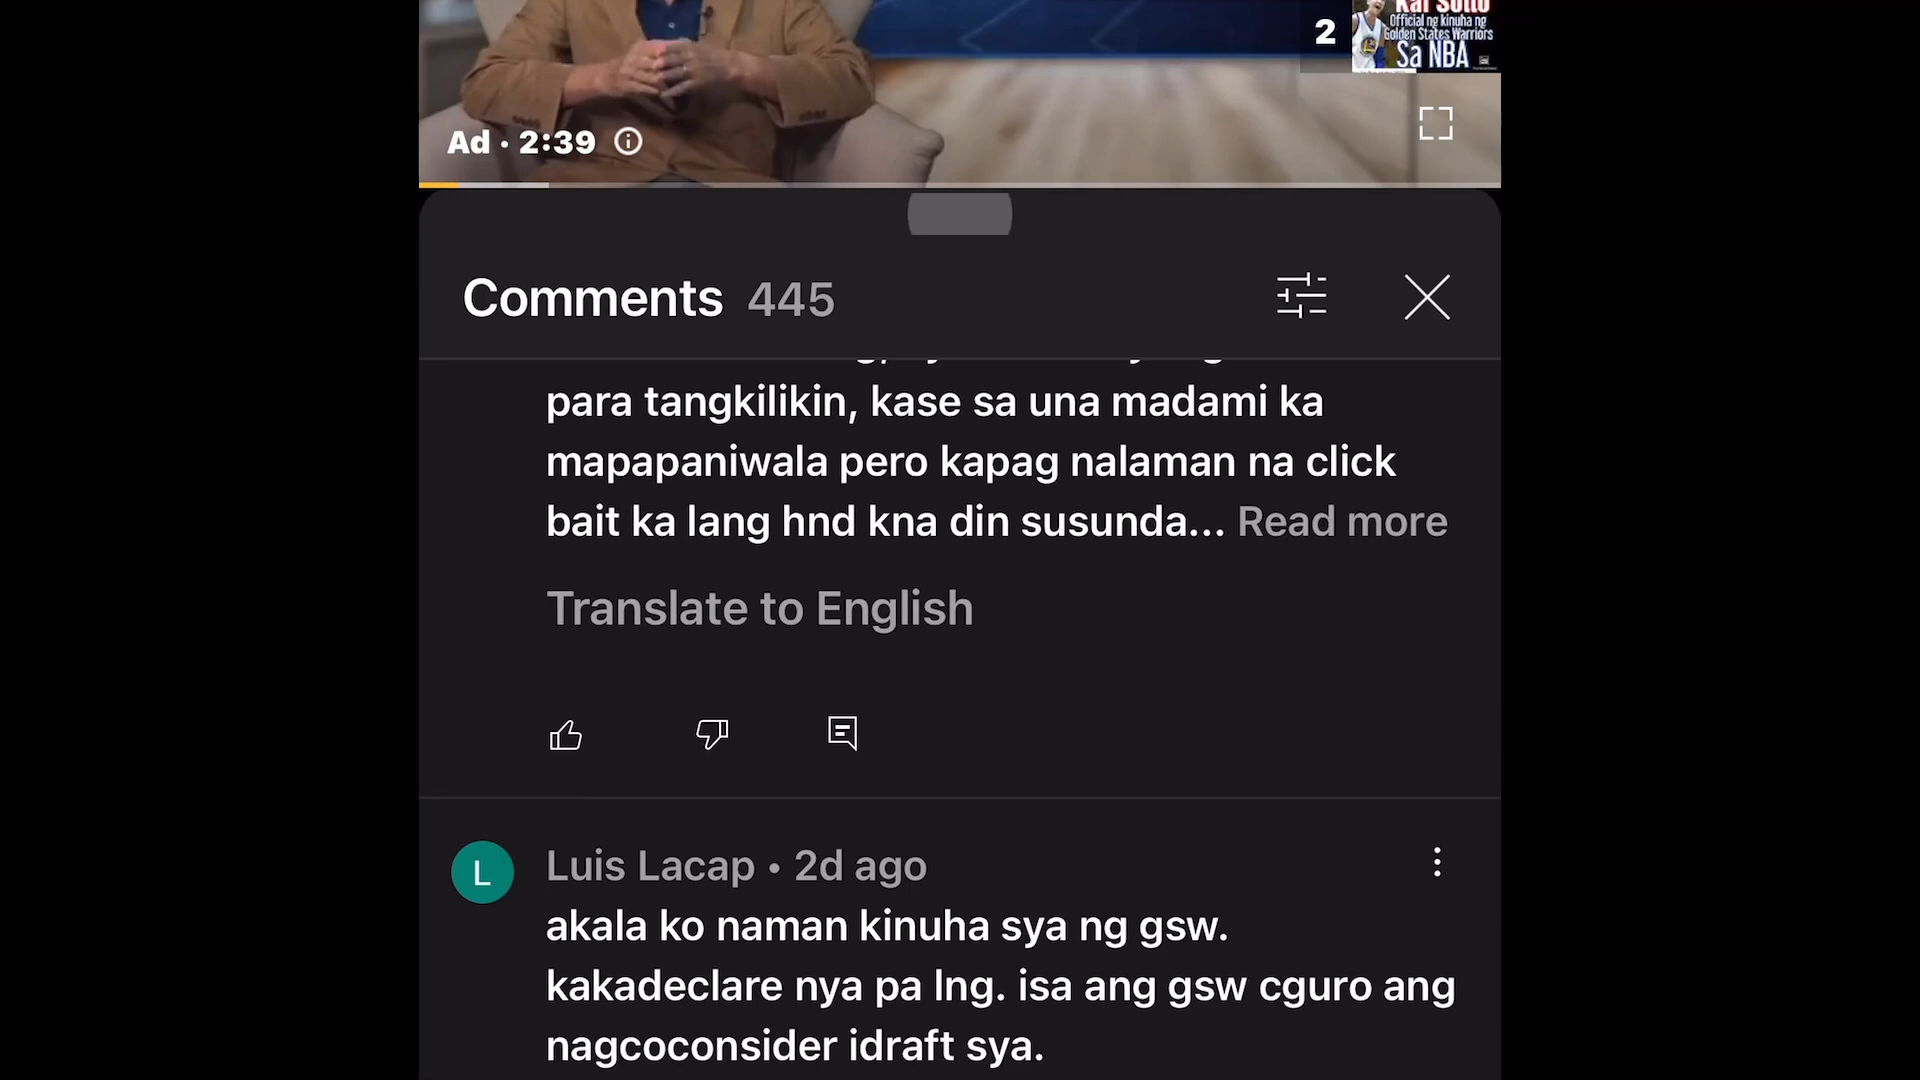 Kai Sotto
Official ng kinuha ng
Golden States Warriors
Sa NBA
2
Ad · 2:39
Comments 445
para tangkilikin, kase sa una madami ka
mapapaniwala pero kapag nalaman na click
bait ka lang hnd kna din susunda... Read more
Translate to English
L
Luis Lacap • 2d ago
akala ko naman kinuha sya ng gsw.
kakadeclare nya pa lng. isa ang gsw cguro ang
nagcoconsider idraft sya.